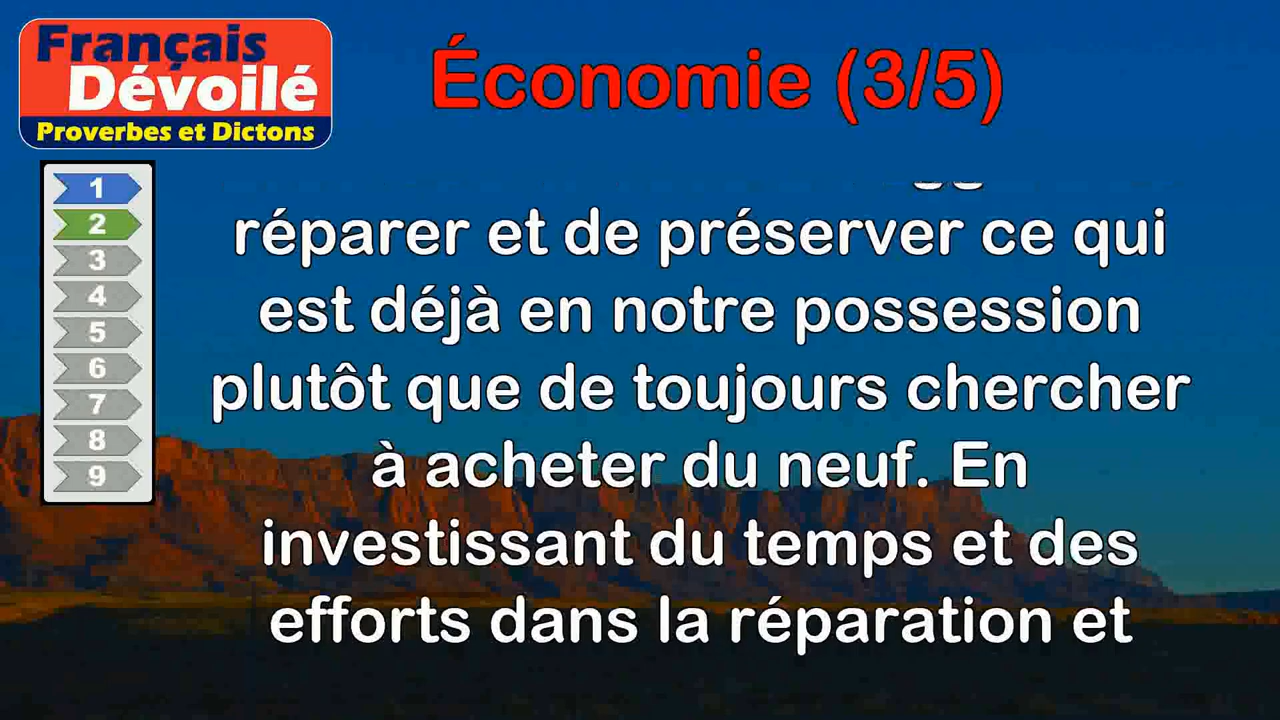 Français
Dévoilé
Proverbes et Dictons
Économie (3/5)
1
2
3
4
5
6
7
8
9
réparer et de préserver ce qui
est déjà en notre possession
plutôt que de toujours chercher
à acheter du neuf. En
investissant du temps et des
efforts dans la réparation et